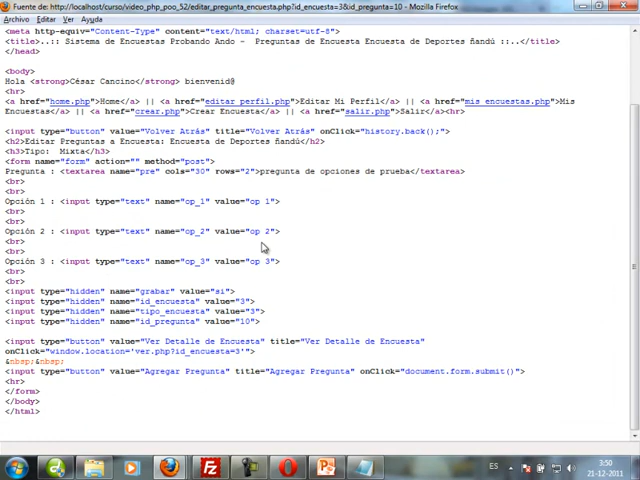 Fuente de: http://localhost/curso/video_php_poo_52/editar_pregunta_encuesta.php?id_encuesta=3&id_pregunta=10 - Mozilla Firefox
Archivo Editar Ver Ayuda
<meta http-equiv="Content-Type" content="text/html; charset=utf-8">
<title>..:: Sistema de Encuestas Probando Ando - Preguntas de Encuesta Encuesta de Deportes ñandú ::..</title>
</head>
<body>
Hola <strong>César Cancino</strong> bienvenid@
<hr>
<a href="home.php">Home</a> || <a href="editar_perfil.php">Editar Mi Perfil</a> || <a href="mis_encuestas.php">Mis
Encuestas</a> || <a href="crear.php">Crear Encuesta</a> || <a href="salir.php">Salir</a><hr>
<input type="button" value="Volver Atrás" title="Volver Atrás" onClick="history.back();">
<h2>Editar Preguntas a Encuesta: Encuesta de Deportes ñandú</h2>
<h3>Tipo: Mixta</h3>
<form name="form" action="" method="post">
Pregunta : <textarea name="pre" cols="30" rows="2">pregunta de opciones de prueba</textarea>
<br>
<br>
Opción 1 : <input type="text" name="op_1" value="op 1">
<br>
<br>
Opción 2 : <input type="text" name="op_2" value="op 2">
<br>
<br>
Opción 3 : <input type="text" name="op_3" value="op 3">
<br>
<br>
<input type="hidden" name="grabar" value="si">
<input type="hidden" name="id_encuesta" value="3">
<input type="hidden" name="tipo_encuesta" value="3">
<input type="hidden" name="id_pregunta" value="10">
<input type="button" value="Ver Detalle de Encuesta" title="Ver Detalle de Encuesta"
onClick="window.location='ver.php?id_encuesta=3'">
&nbsp;&nbsp;
<input type="button" value="Agregar Pregunta" title="Agregar Pregunta" onClick="document.form.submit()">
<hr>
</form>
</body>
</html>
ES
3:50
21-12-2011